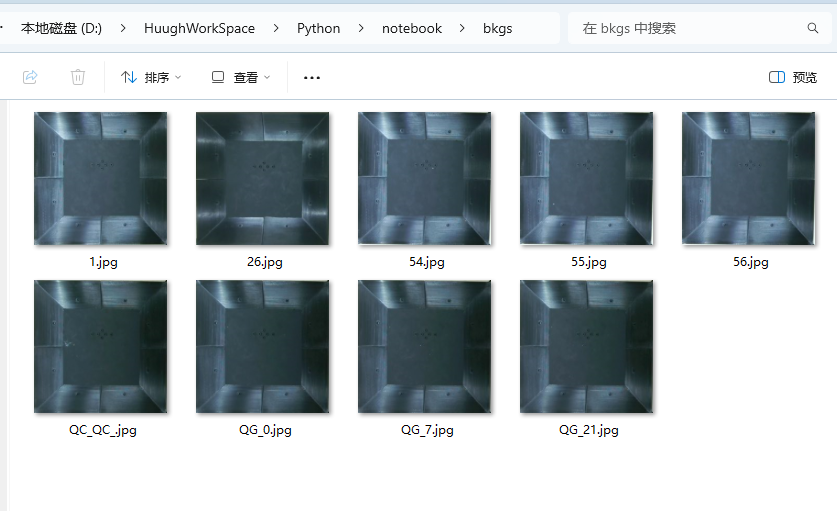 本地磁盘 (D:) > HuughWorkSpace > Python > notebook > bkgs
在 bkgs 中搜索
排序 查看 ... 预览
1.jpg 26.jpg 54.jpg 55.jpg 56.jpg
QC_QC_.jpg QG_0.jpg QG_7.jpg QG_21.jpg